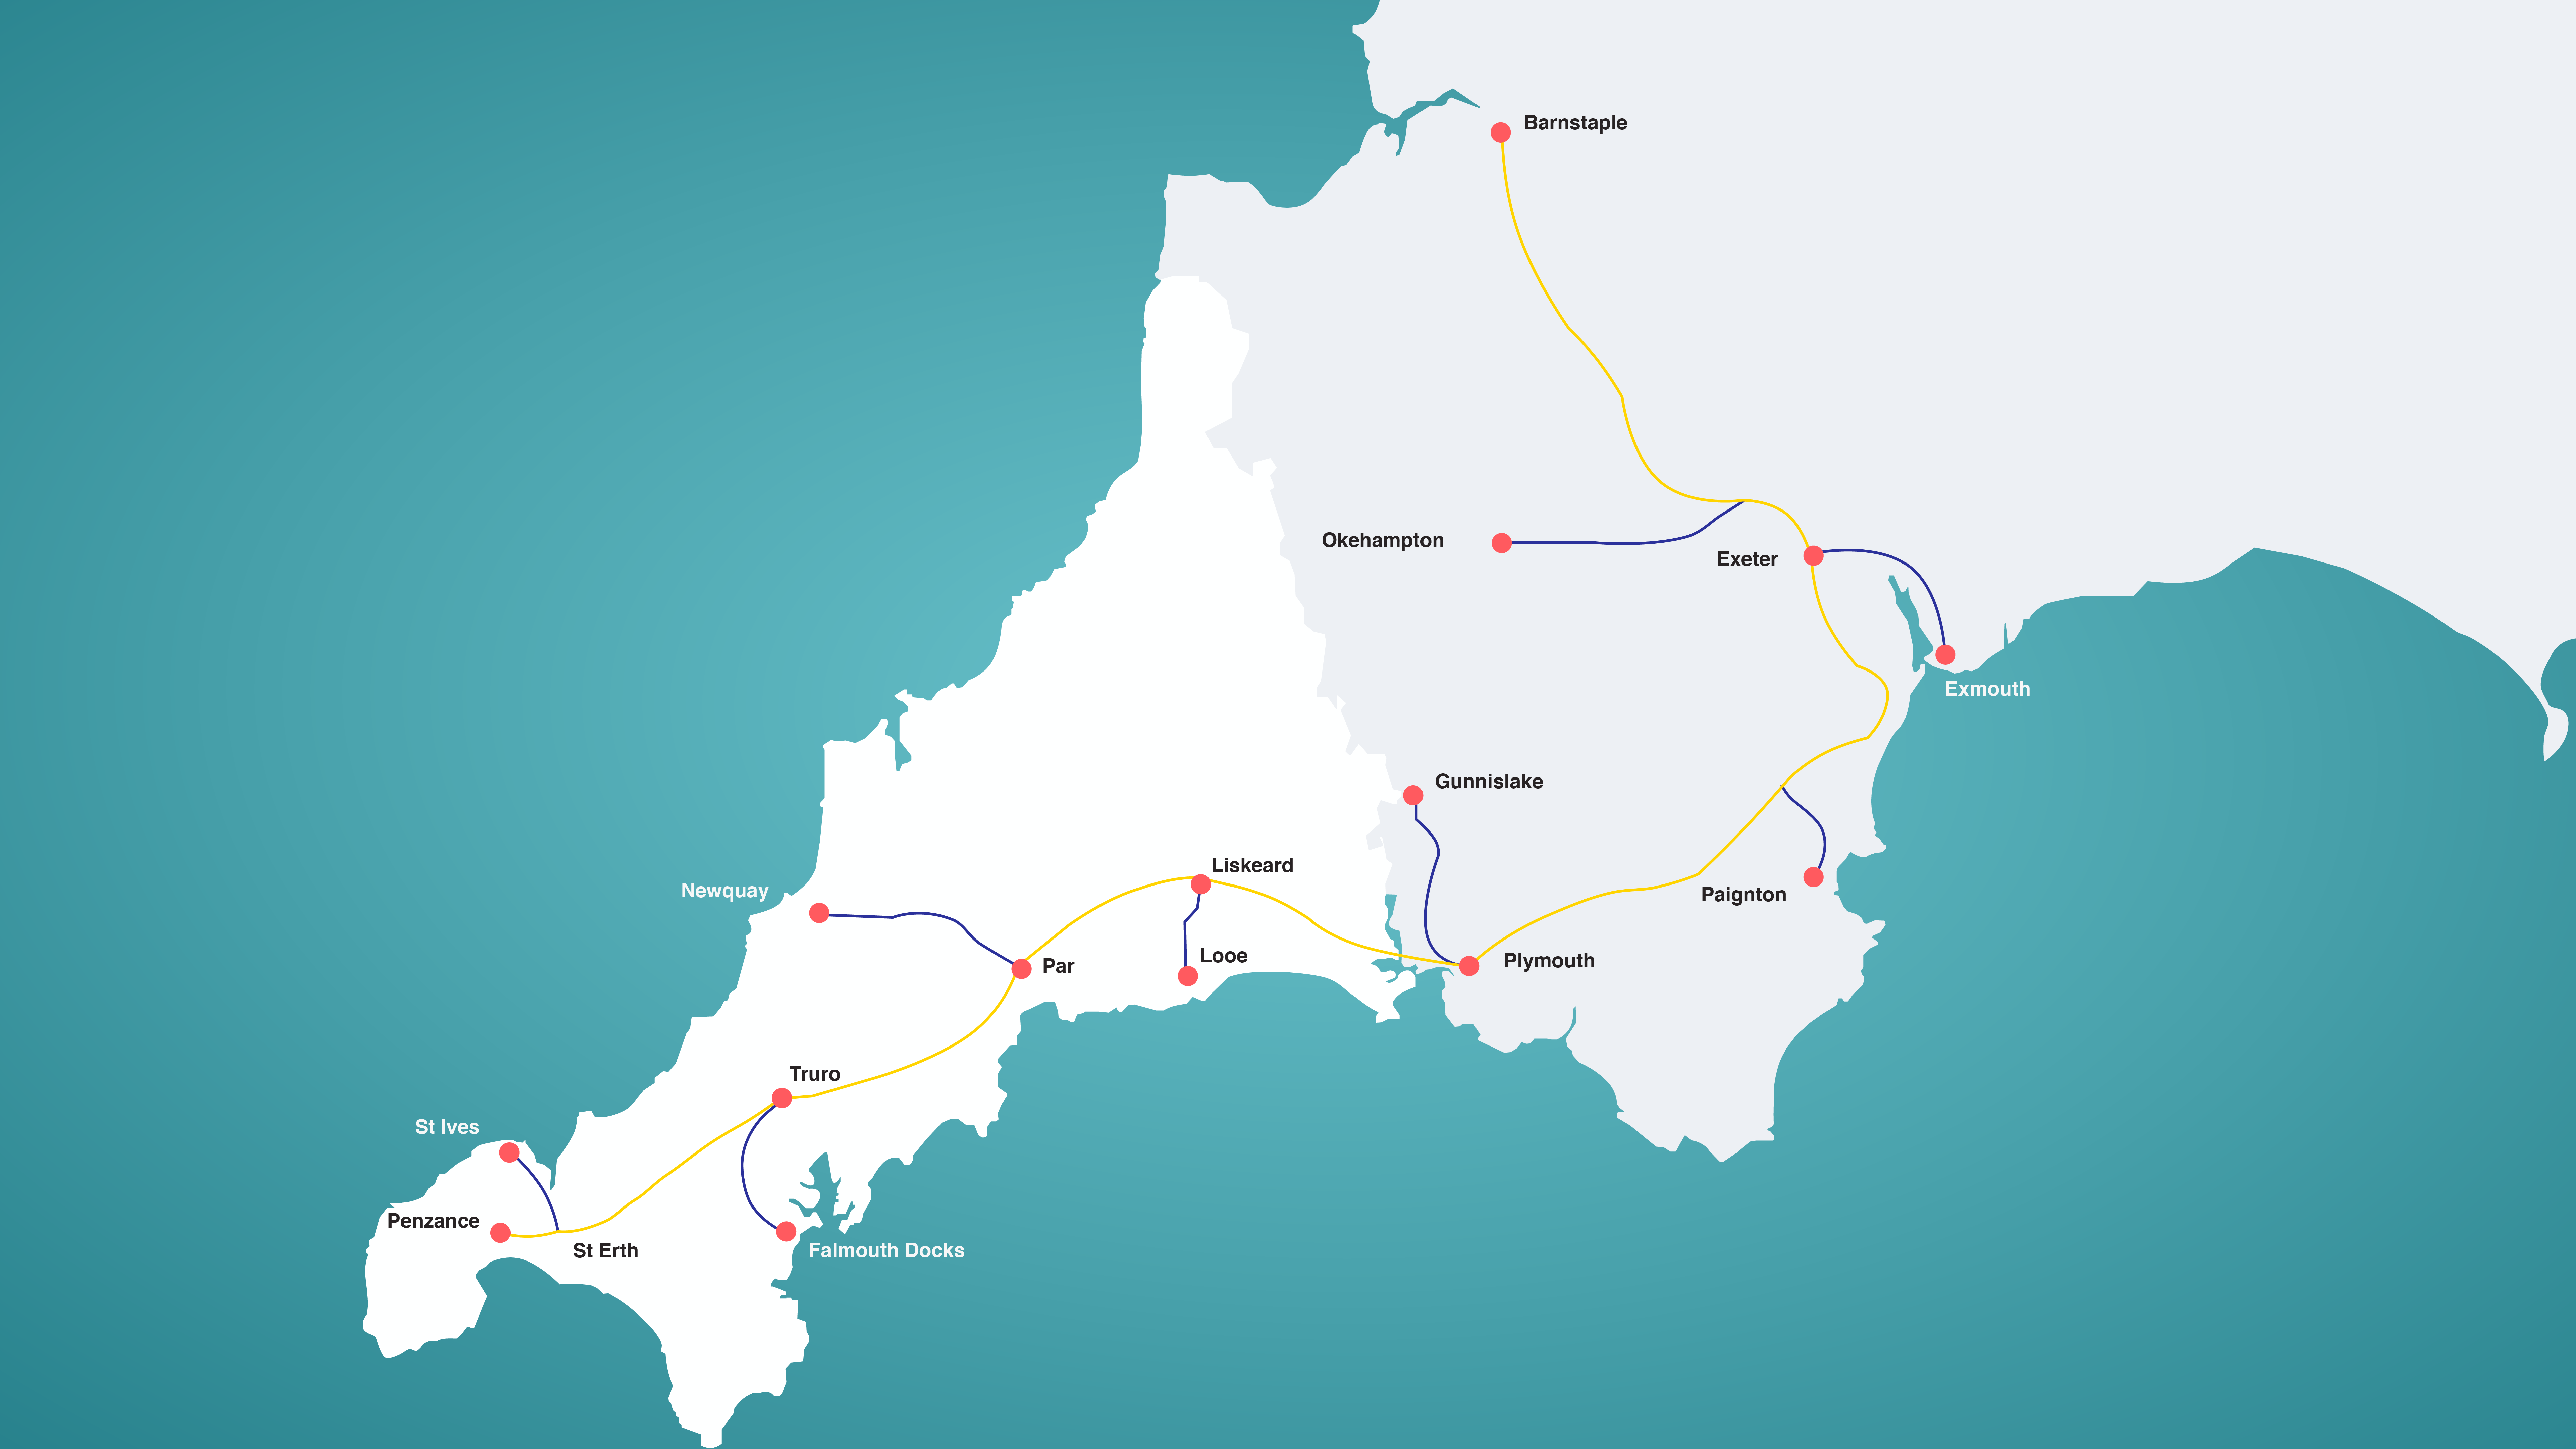 Barnstaple
Okehampton
Exeter
Exmouth
Gunnislake
Liskeard
Newquay
Paignton
Looe
Par
Plymouth
Truro
St Ives
Penzance
St Erth
Falmouth Docks